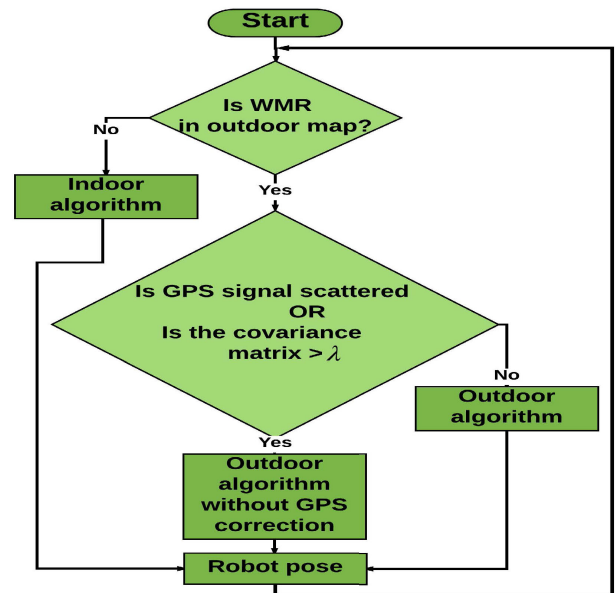 Start
Is WMR
in outdoor map?
No
Indoor
algorithm
Yes
Is GPS signal scattered
OR
Is the covariance
matrix > λ
No
Outdoor
algorithm
Yes
Outdoor
algorithm
without GPS
correction
Robot pose